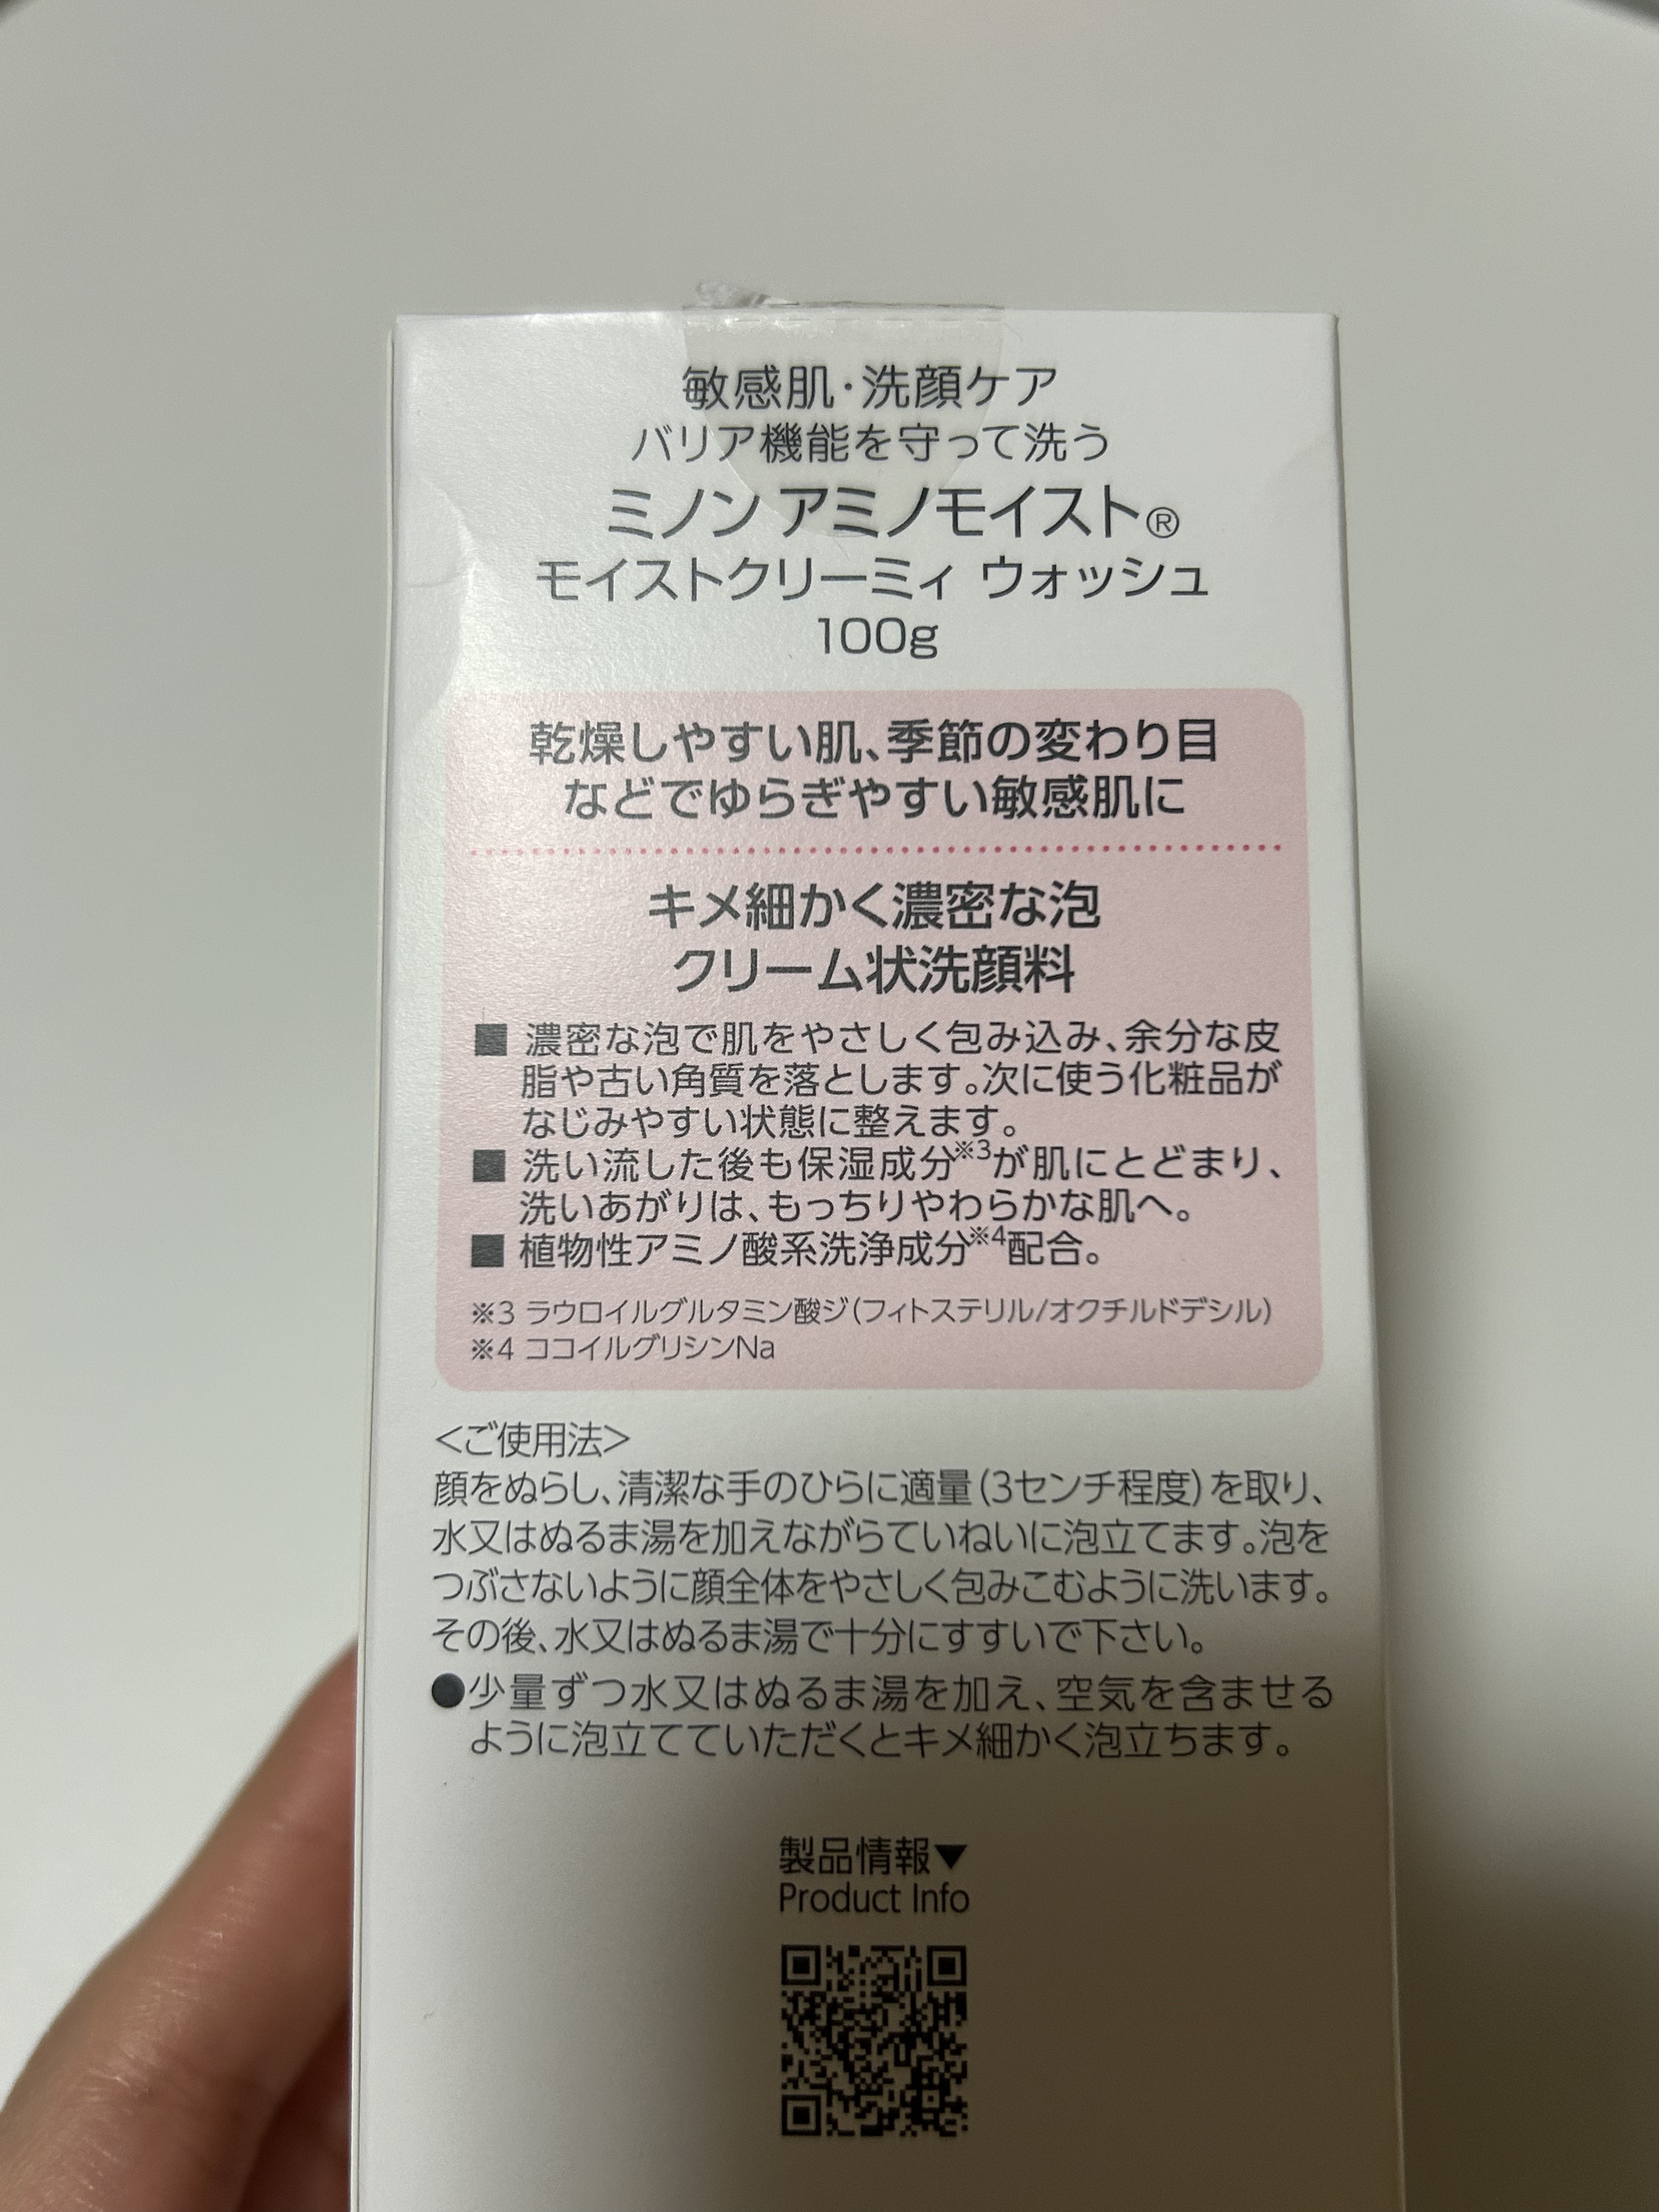 敏感肌・洗顔ケア
バリア機能を守って洗う
ミノン アミノモイスト®
モイストクリーミィ ウォッシュ
100g
乾燥しやすい肌、季節の変わり目
などでゆらぎやすい敏感肌に
キメ細かく濃密な泡
クリーム状洗顔料
■ 濃密な泡で肌をやさしく包み込み、余分な皮
脂や古い角質を落とします。次に使う化粧品が
なじみやすい状態に整えます。
■ 洗い流した後も保湿成分※3が肌にとどまり、
洗いあがりは、もっちりやわらかな肌へ。
■ 植物性アミノ酸系洗浄成分※4配合。
※3 ラウロイルグルタミン酸ジ(フィトステリル/オクチルドデシル)
※4 ココイルグリシンNa
＜ご使用法＞
顔をぬらし、清潔な手のひらに適量(3センチ程度)を取り、
水又はぬるま湯を加えながらていねいに泡立てます。泡を
つぶさないように顔全体をやさしく包みこむように洗います。
その後、水又はぬるま湯で十分にすすいで下さい。
●少量ずつ水又はぬるま湯を加え、空気を含ませる
ように泡立てていただくとキメ細かく泡立ちます。
製品情報▼
Product Info